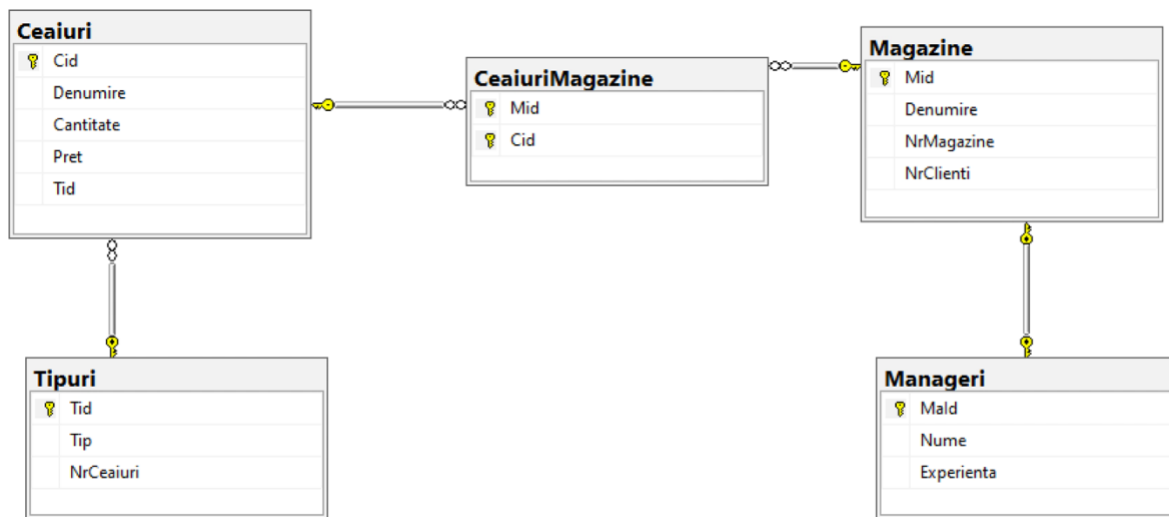 Ceaiuri
Cid
Denumire
Cantitate
Pret
Tid
CeaiuriMagazine
Mid
Cid
Magazine
Mid
Denumire
NrMagazine
NrClienti
Tipuri
Tid
Tip
NrCeaiuri
Manageri
MaId
Nume
Experienta